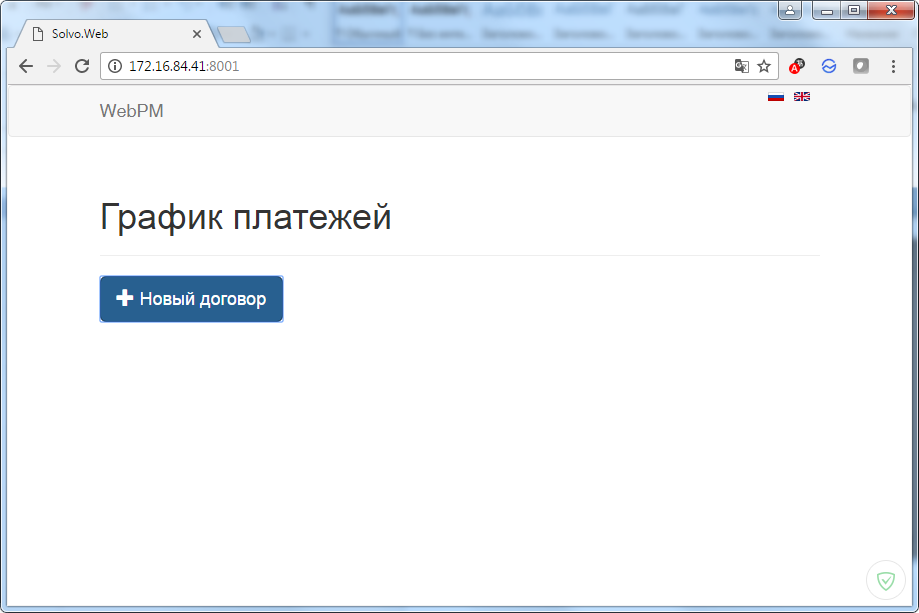 Solvo.Web
172.16.84.41:8001
WebPM
График платежей
Новый договор